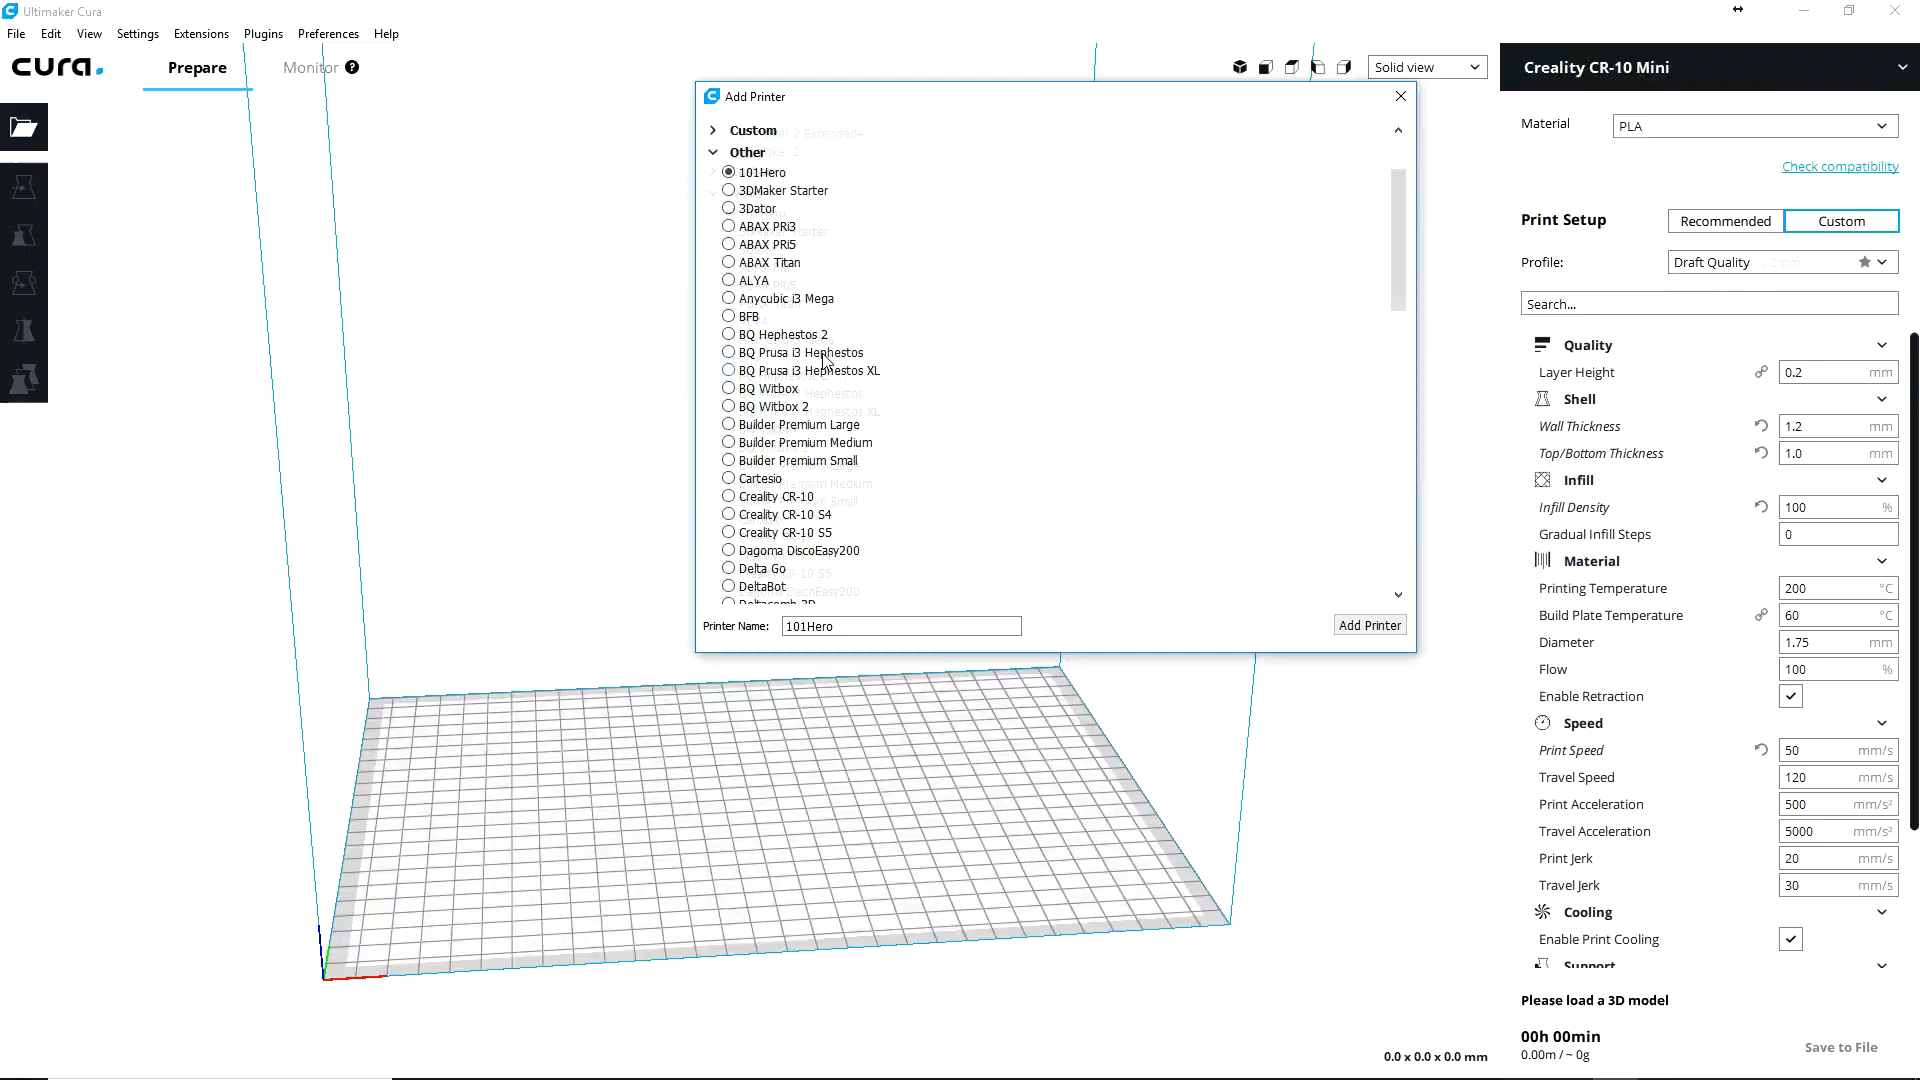 Ultimaker Cura
File Edit View Settings Extensions Plugins Preferences Help
cura.
Prepare
Monitor
Solid view
Creality CR-10 Mini
Add Printer
Custom
Other
101Hero
3DMaker Starter
3Dator
ABAX PRi3
ABAX PRi5
ABAX Titan
ALYA
Anycubic i3 Mega
BFB
BQ Hephestos 2
BQ Prusa i3 Hephestos
BQ Prusa i3 Hephestos XL
BQ Witbox
BQ Witbox 2
Builder Premium Large
Builder Premium Medium
Builder Premium Small
Cartesio
Creality CR-10
Creality CR-10 S4
Creality CR-10 S5
Dagoma DiscoEasy200
Delta Go
DeltaBot
Deltacomb 3D
Printer Name: 101Hero
Add Printer
Material PLA
Check compatibility
Print Setup Recommended Custom
Profile: Draft Quality - 0.2mm
Search...
Quality
Layer Height 0.2 mm
Shell
Wall Thickness 1.2 mm
Top/Bottom Thickness 1.0 mm
Infill
Infill Density 100 %
Gradual Infill Steps 0
Material
Printing Temperature 200 °C
Build Plate Temperature 60 °C
Diameter 1.75 mm
Flow 100 %
Enable Retraction
Speed
Print Speed 50 mm/s
Travel Speed 120 mm/s
Print Acceleration 500 mm/s²
Travel Acceleration 5000 mm/s²
Print Jerk 20 mm/s
Travel Jerk 30 mm/s
Cooling
Enable Print Cooling
Support
Please load a 3D model
00h 00min
0.00m / ~ 0g
Save to File
0.0 x 0.0 x 0.0 mm